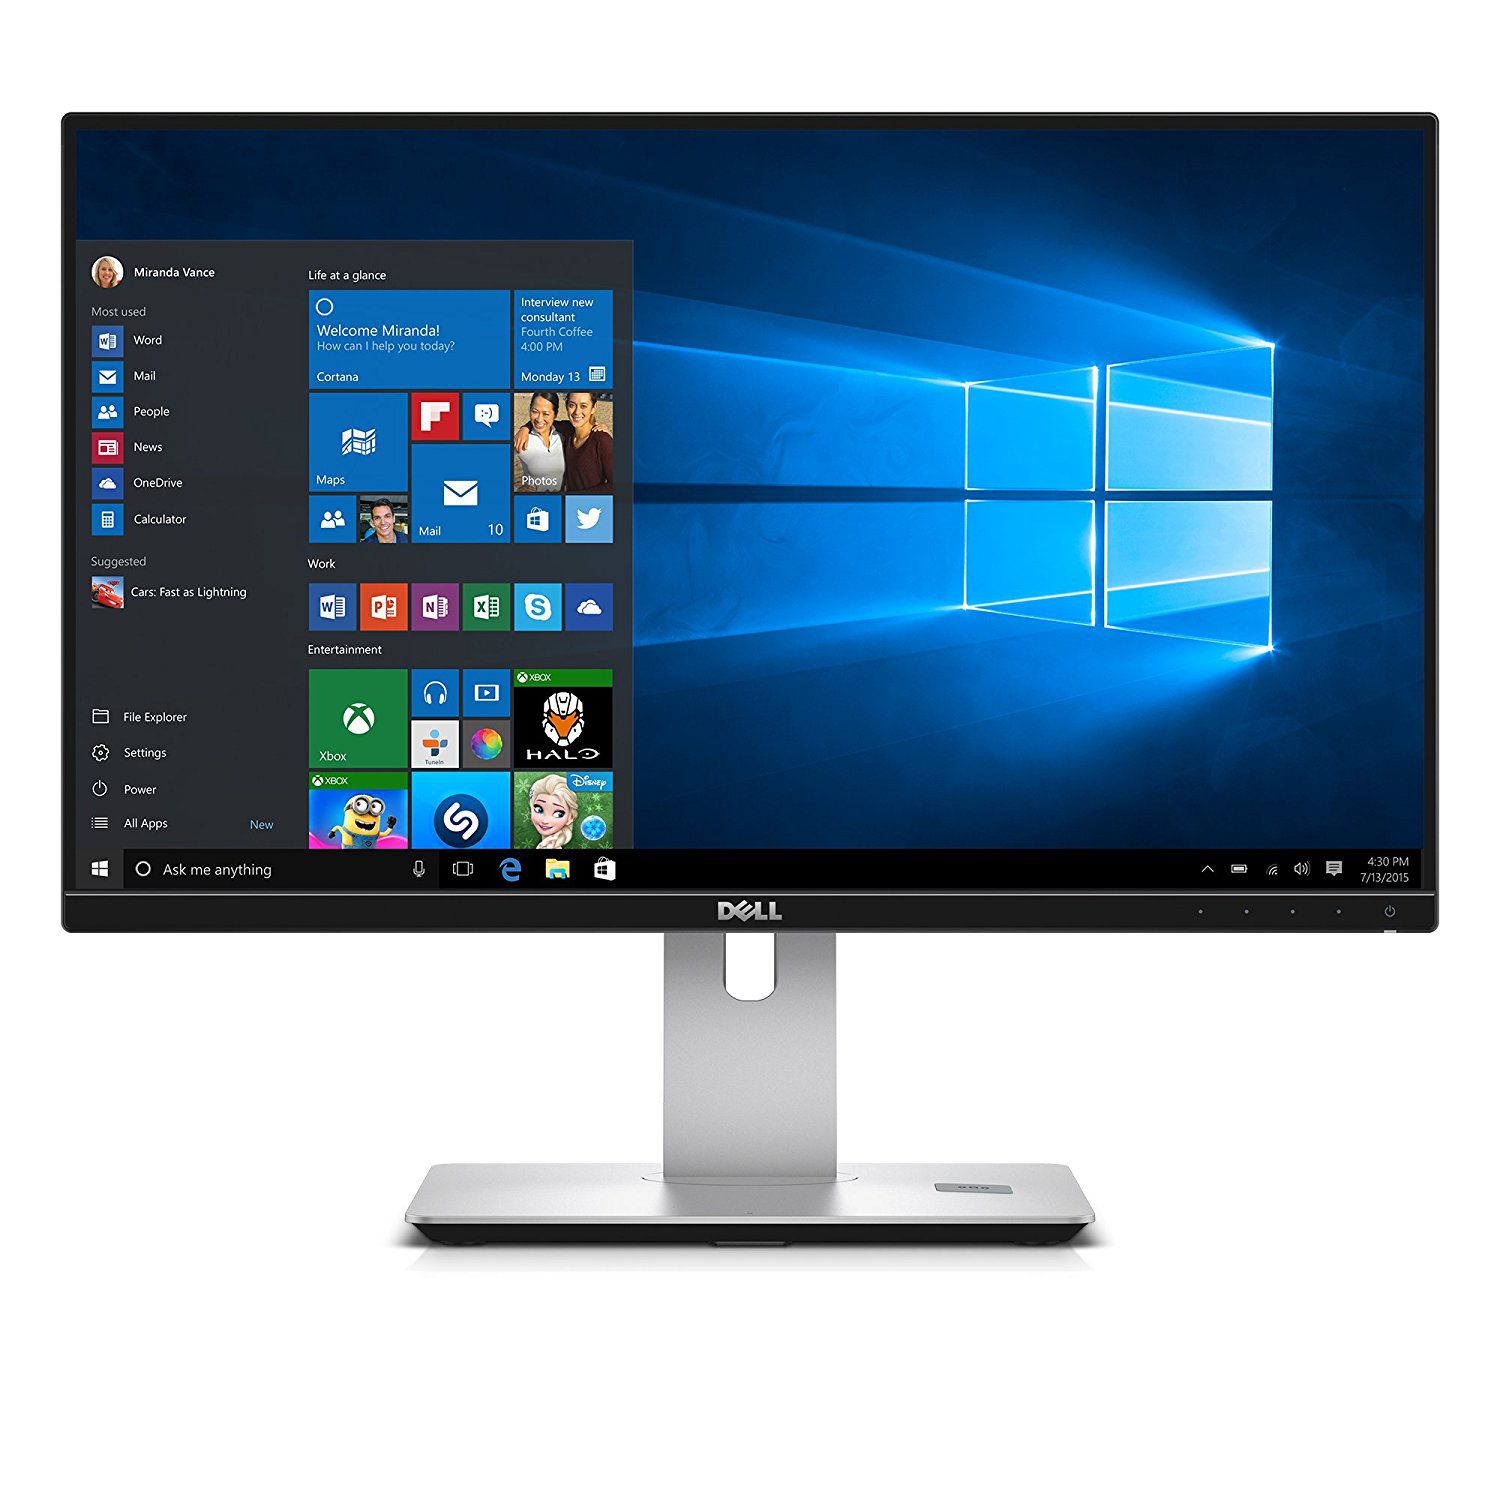 Miranda Vance
Most used
Word
Mail
People
News
OneDrive
Calculator
Suggested
Cars: Fast as Lightning
File Explorer
Settings
Power
All Apps
New
Life at a glance
Welcome Miranda!
How can I help you today?
Cortana
Interview new
consultant
Fourth Coffee
4:00 PM
Monday 13
Maps
:-)
Mail 10
Photos
Work
W
P
N
X
S
Entertainment
Xbox
TuneIn
XBOX
HALO
XBOX
Disney
Ask me anything
4:30 PM
7/13/2015
DELL